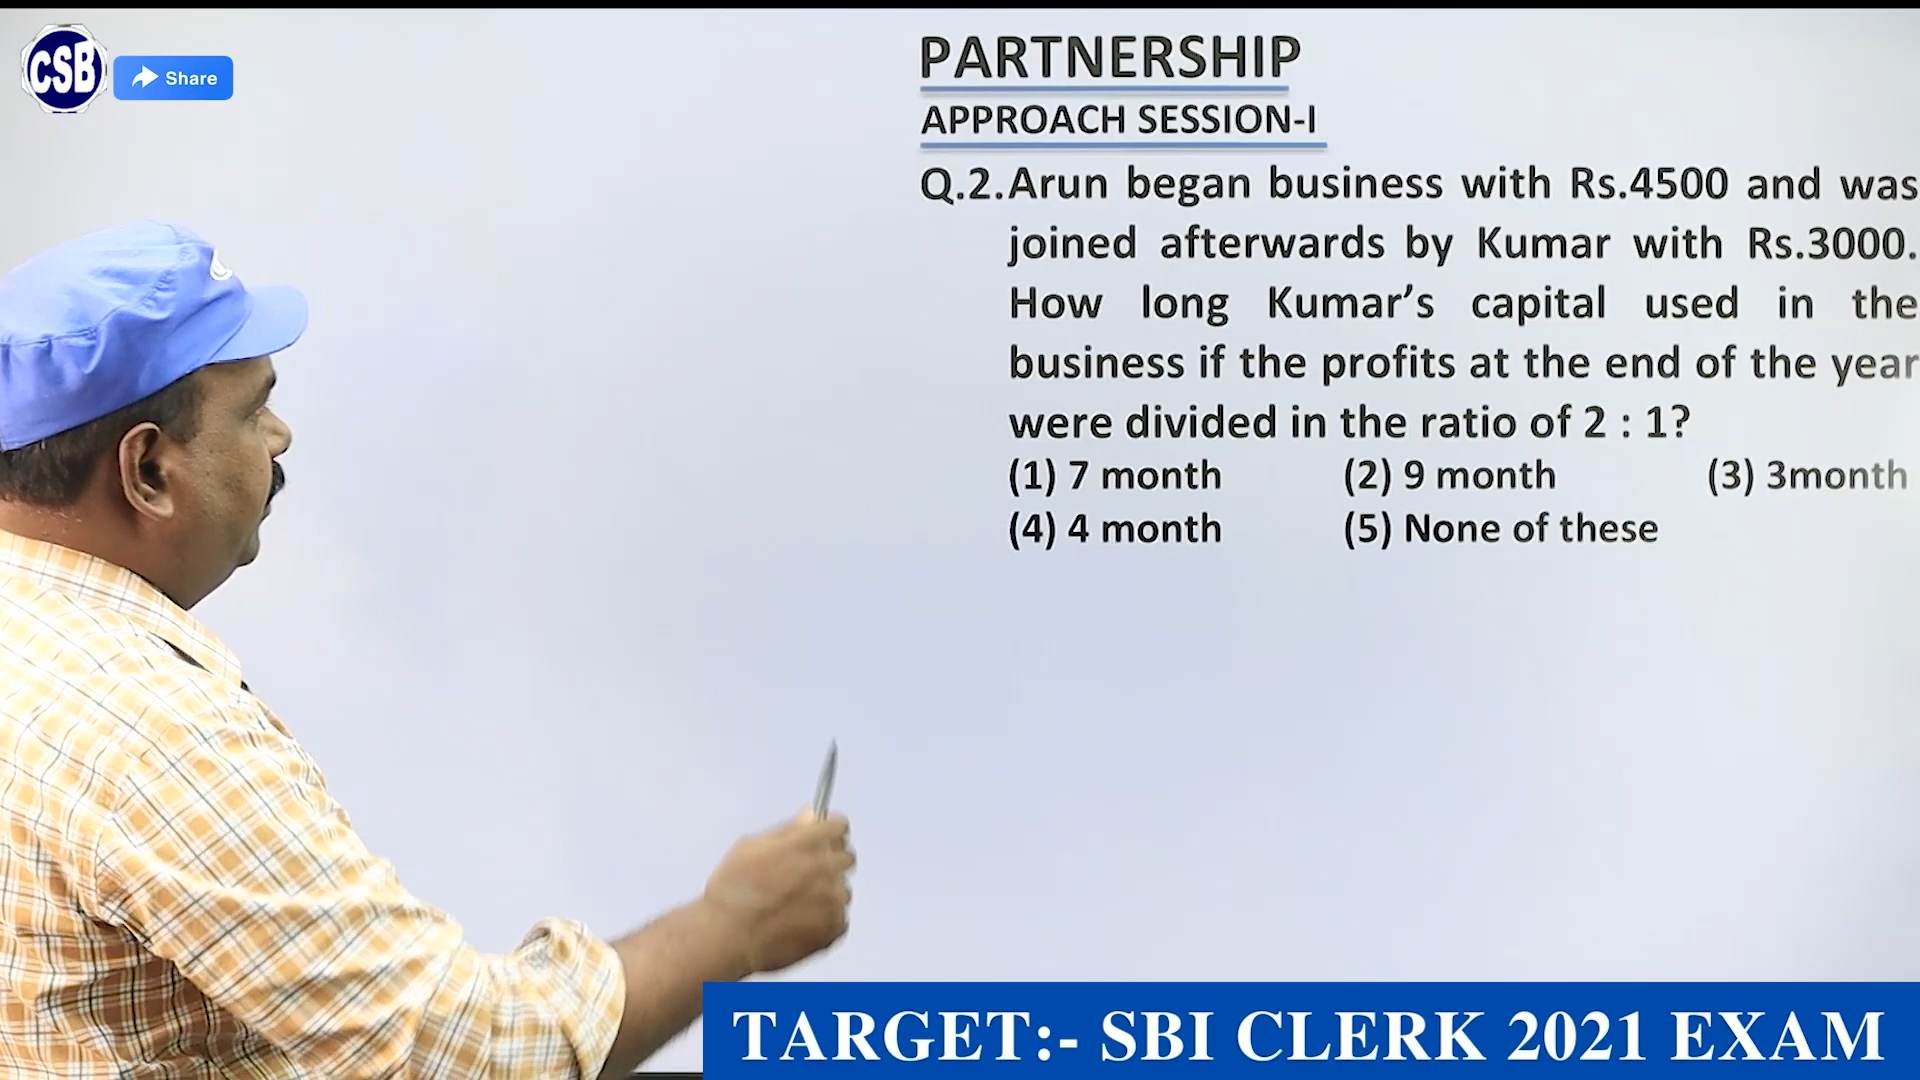 CSB
Share
PARTNERSHIP
APPROACH SESSION-I
Q.2. Arun began business with Rs.4500 and was
joined afterwards by Kumar with Rs.3000.
How long Kumar’s capital used in the
business if the profits at the end of the year
were divided in the ratio of 2 : 1?
(1) 7 month (2) 9 month (3) 3month
(4) 4 month (5) None of these
TARGET:- SBI CLERK 2021 EXAM